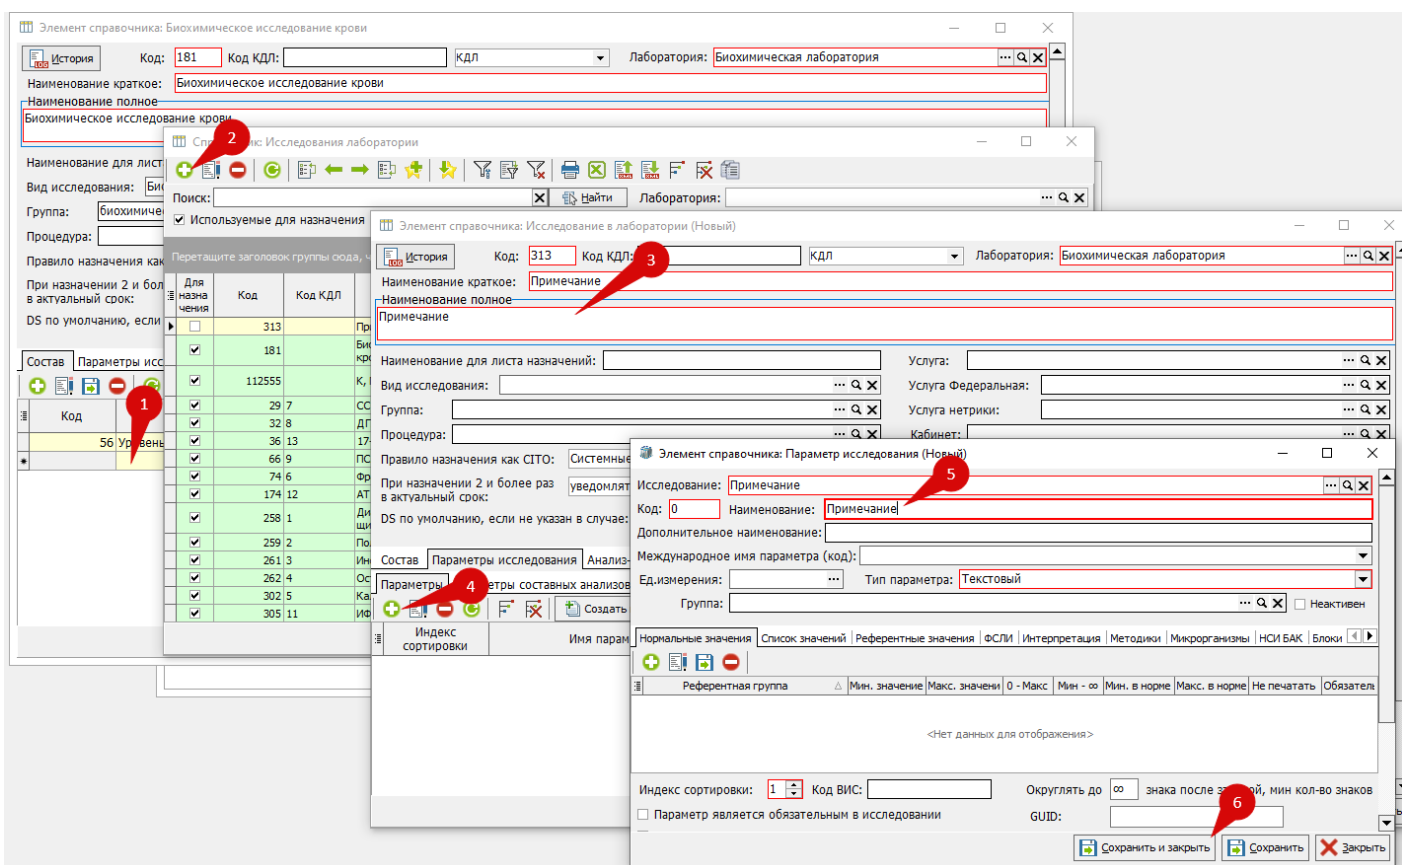 Элемент справочника: Биохимическое исследование крови
История Код: 181 Код КДЛ: КДЛ Лаборатория: Биохимическая лаборатория
Наименование краткое: Биохимическое исследование крови
Наименование полное
Биохимическое исследование крови
Наименование для лист
Вид исследования:
Группа: биохимиче
Процедура:
Правило назначения как
При назначении 2 и бол
в актуальный срок:
DS по умолчанию, если
Состав Параметры исс
1
Код
56
2
Исследования лаборатории
Поиск: Найти Лаборатория:
Используемые для назначения
Перетащите заголовок группы сюда, ч
Для
назна
чения
Код Код КДЛ
313
181
112555 К,
29 7
32 8
36 13 17-
66 9
74 6
174 12
258 1
259 2
261 3
262 4
302 5
305 11
Элемент справочника: Исследование в лаборатории (Новый)
История Код: 313 Код КДЛ: КДЛ Лаборатория: Биохимическая лаборатория
3
Наименование краткое: Примечание
Наименование полное
Примечание
Наименование для листа назначений: Услуга:
Вид исследования: Услуга Федеральная:
Группа: Услуга нетрики:
Процедура: Кабинет:
Правило назначения как CITO: Системные
При назначении 2 и более раз
в актуальный срок:
уведомлят
DS по умолчанию, если не указан в случае:
Состав Параметры исследования Анализ-
Параметры составных анализов
4
Создать
Индекс
сортировки
Имя парам
Элемент справочника: Параметр исследования (Новый)
5
Исследование: Примечание
Код: 0 Наименование: Примечание
Дополнительное наименование:
Международное имя параметра (код):
Ед.измерения: Тип параметра: Текстовый
Группа: Неактивен
Нормальные значения Список значений Референтные значения ФСЛИ Интерпретация Методики Микрорганизмы НСИ БАК Блоки
Референтная группа Мин. значение Макс. значени 0 - Макс Мин - ∞ Мин. в норме Макс. в норме Не печатать Обязател
<Нет данных для отображения>
Индекс сортировки: 1 Код ВИС: Округлять до ∞ знака после мин кол-во знаков
6
Параметр является обязательным в исследовании GUID:
Сохранить и закрыть Сохранить Закрыть